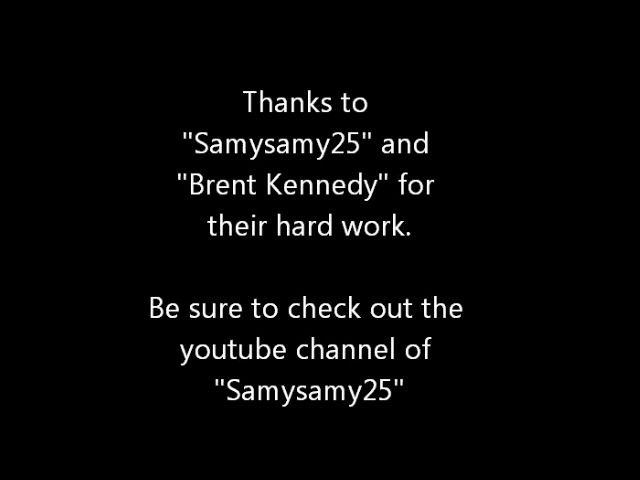 Thanks to
"Samysamy25" and
"Brent Kennedy" for
their hard work.
Be sure to check out the
youtube channel of
"Samysamy25"